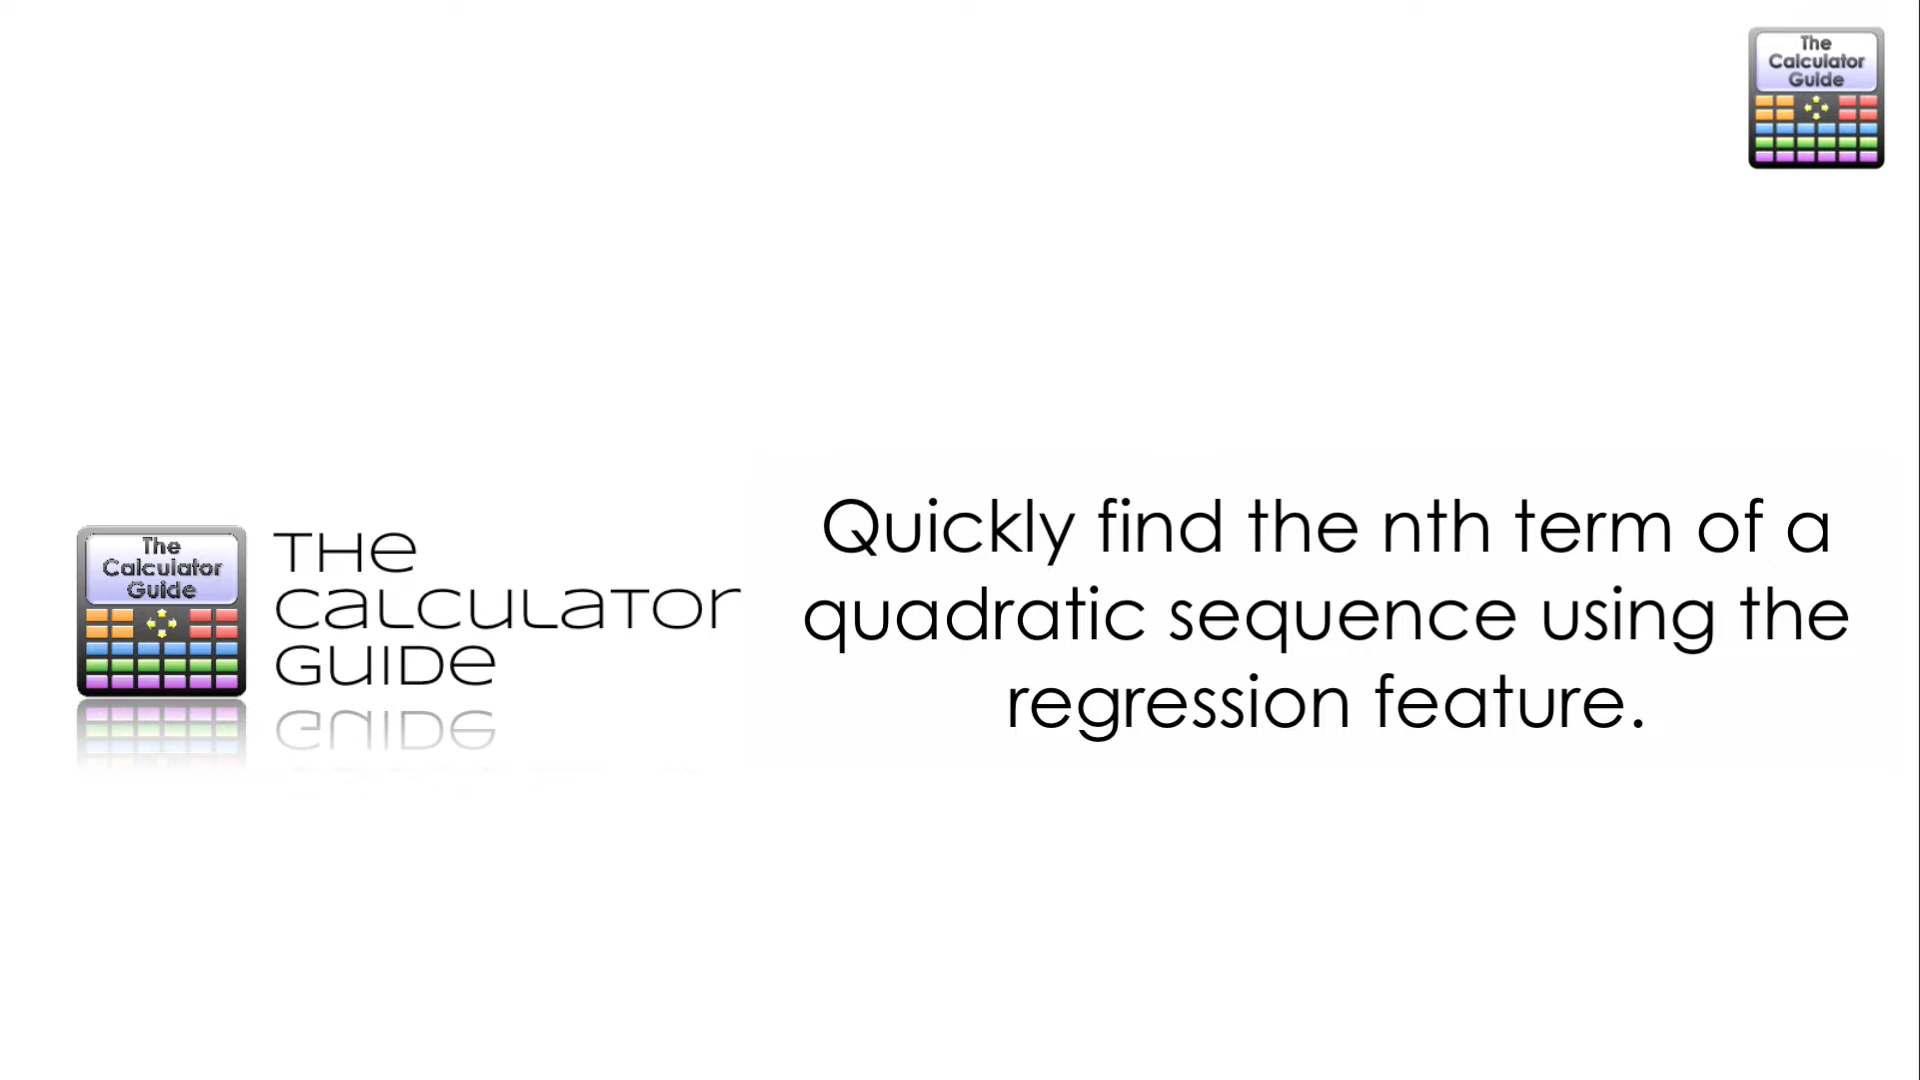 The
Calculator
Guide
The
Calculator
Guide
THe
CaLCuLaTOr
GuIDe
Quickly find the nth term of a
quadratic sequence using the
regression feature.